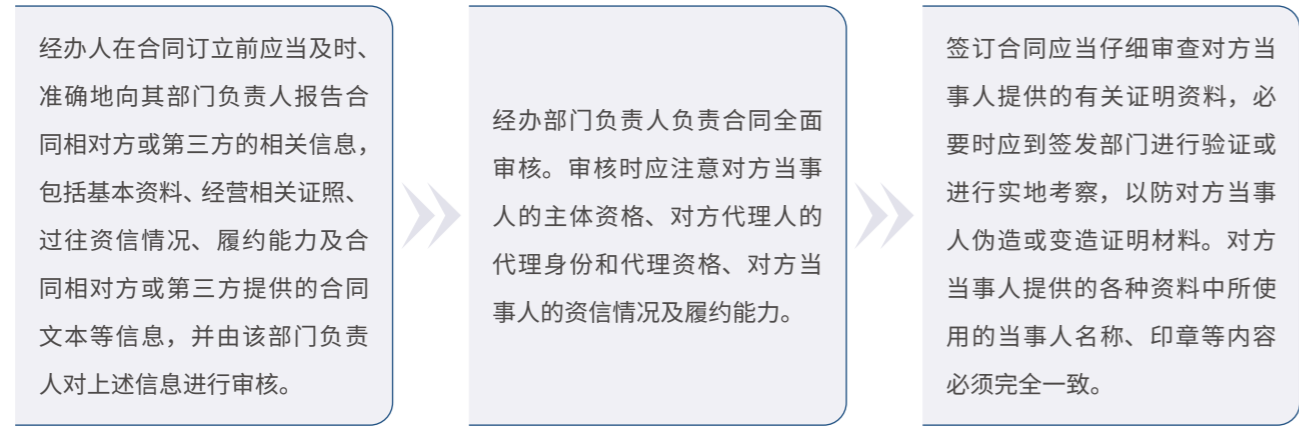 经办人在合同订立前应当及时、
准确地向其部门负责人报告合
同相对方或第三方的相关信息，
包括基本资料、经营相关证照、
过往资信情况、履约能力及合
同相对方或第三方提供的合同
文本等信息，并由该部门负责
人对上述信息进行审核。
经办部门负责人负责合同全面
审核。审核时应注意对方当事
人的主体资格、对方代理人的
代理身份和代理资格、对方当
事人的资信情况及履约能力。
签订合同应当仔细审查对方当
事人提供的有关证明资料，必
要时应到签发部门进行验证或
进行实地考察，以防对方当事
人伪造或变造证明材料。对方
当事人提供的各种资料中所使
用的当事人名称、印章等内容
必须完全一致。